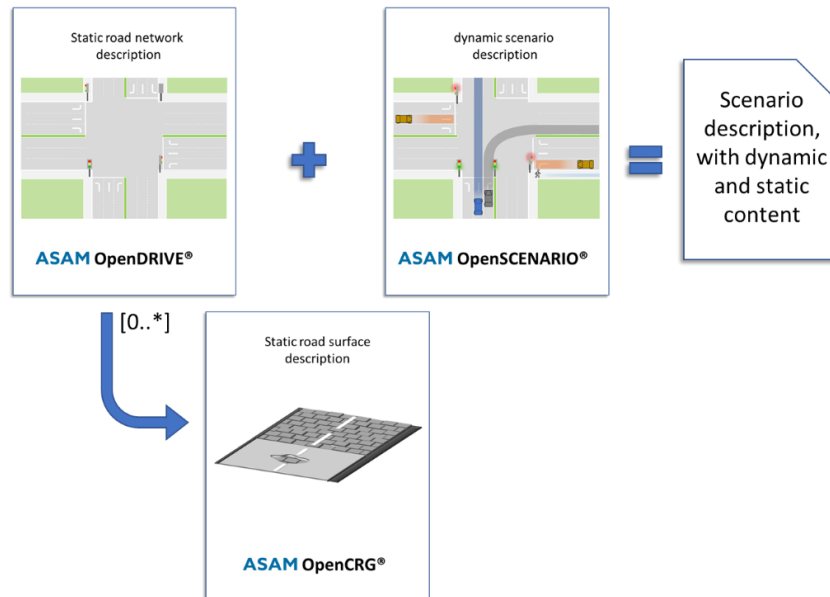 Static road network
description
ASAM OpenDRIVE®
dynamic scenario
description
ASAM OpenSCENARIO®
Scenario
description,
with dynamic
and static
content
[0..*]
Static road surface
description
ASAM OpenCRG®